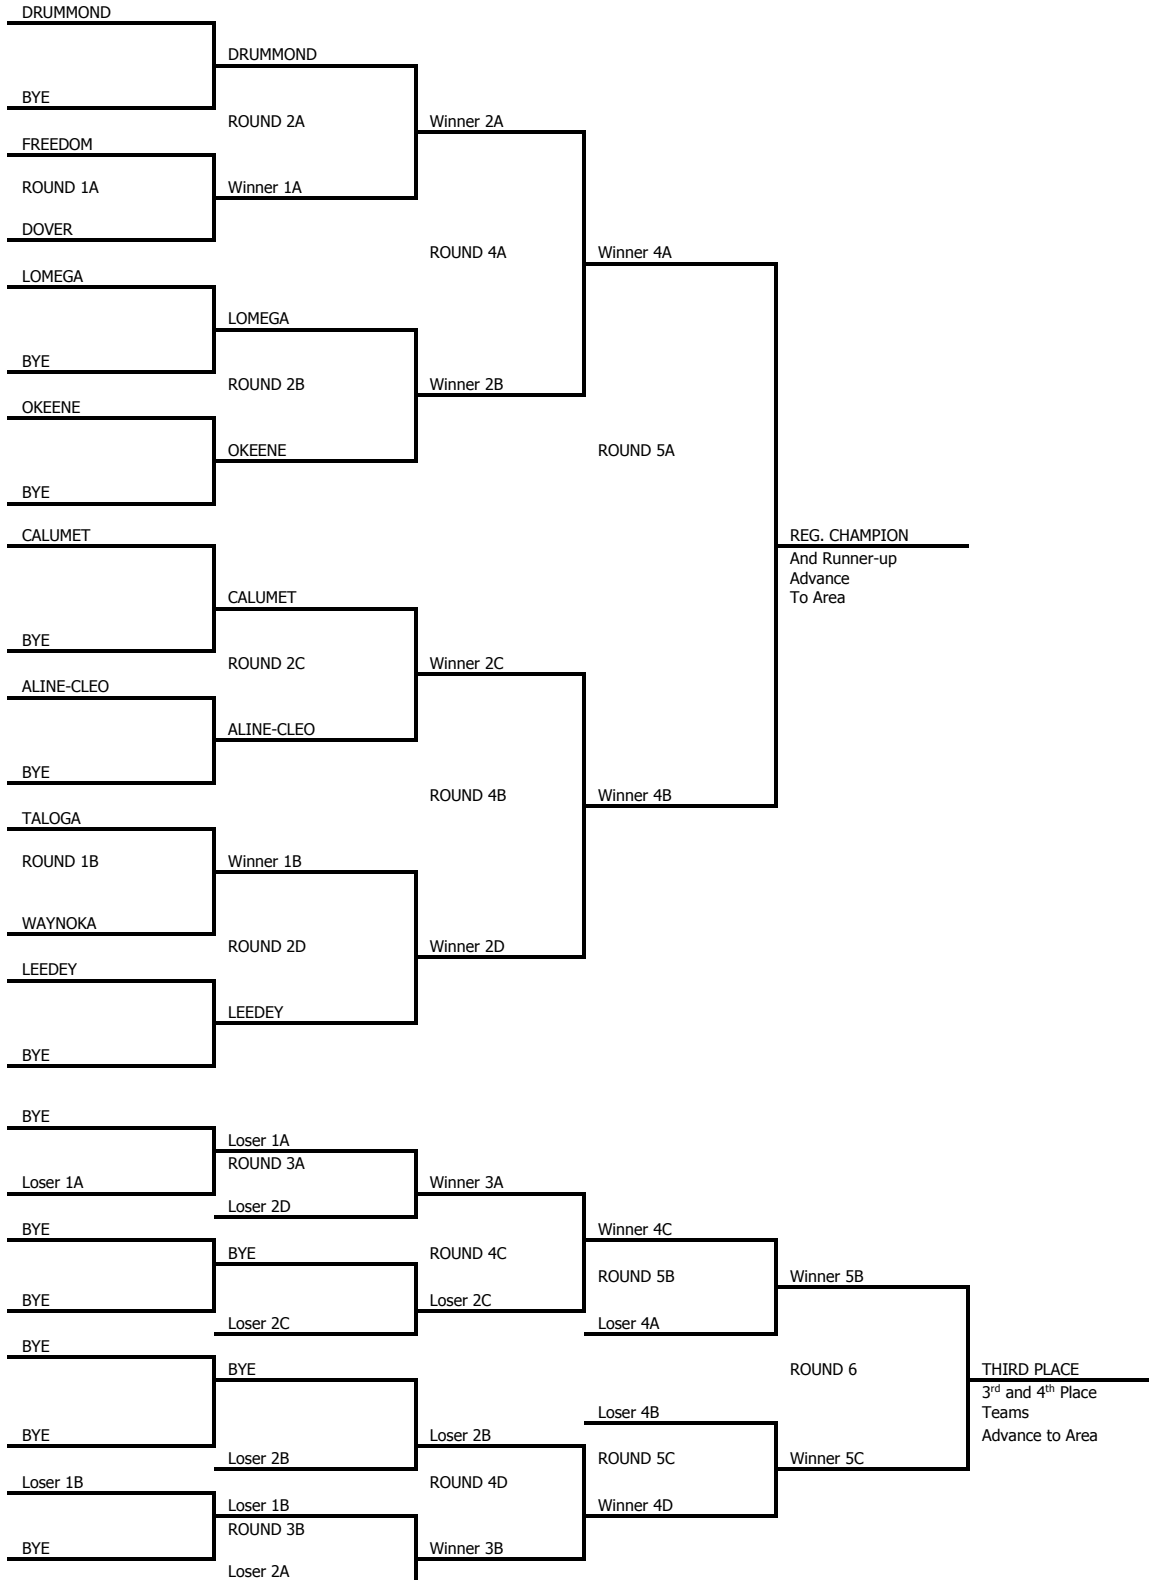 DRUMMOND
DRUMMOND
BYE
ROUND 2A
Winner 2A
FREEDOM
ROUND 1A
Winner 1A
DOVER
ROUND 4A
Winner 4A
LOMEGA
LOMEGA
BYE
ROUND 2B
Winner 2B
OKEENE
OKEENE
ROUND 5A
BYE
CALUMET
REG. CHAMPION
And Runner-up
Advance
To Area
CALUMET
BYE
ROUND 2C
Winner 2C
ALINE-CLEO
ALINE-CLEO
BYE
ROUND 4B
Winner 4B
TALOGA
ROUND 1B
Winner 1B
WAYNOKA
ROUND 2D
Winner 2D
LEEDEY
LEEDEY
BYE
BYE
Loser 1A
ROUND 3A
Loser 1A
Winner 3A
Loser 2D
BYE
Winner 4C
BYE
ROUND 4C
ROUND 5B
Winner 5B
BYE
Loser 2C
Loser 2C
Loser 4A
BYE
BYE
ROUND 6
THIRD PLACE
3rd and 4th Place
Teams
Advance to Area
Loser 4B
BYE
Loser 2B
Loser 2B
ROUND 5C
Winner 5C
Loser 1B
ROUND 4D
Loser 1B
Winner 4D
ROUND 3B
BYE
Winner 3B
Loser 2A